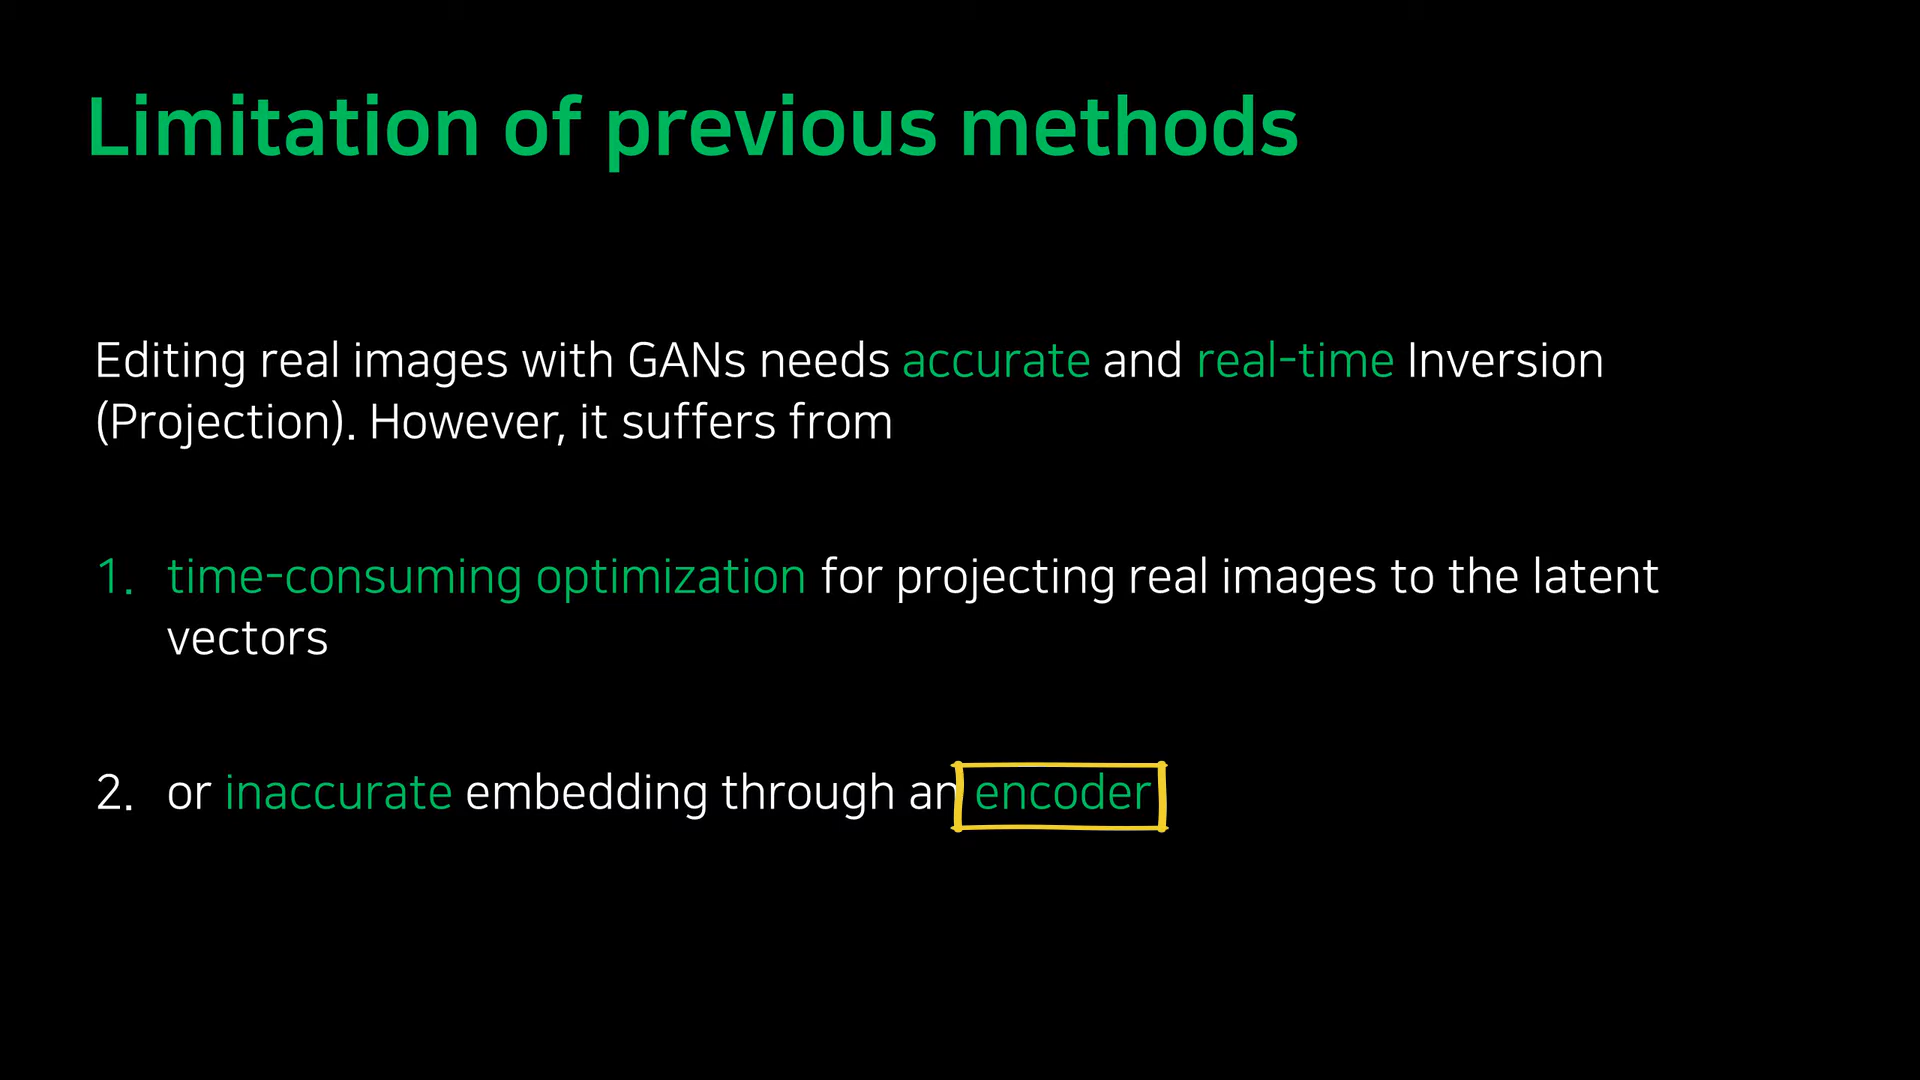 Limitation of previous methods
Editing real images with GANs needs accurate and real-time Inversion
(Projection). However, it suffers from
1. time-consuming optimization for projecting real images to the latent
vectors
2. or inaccurate embedding through an encoder